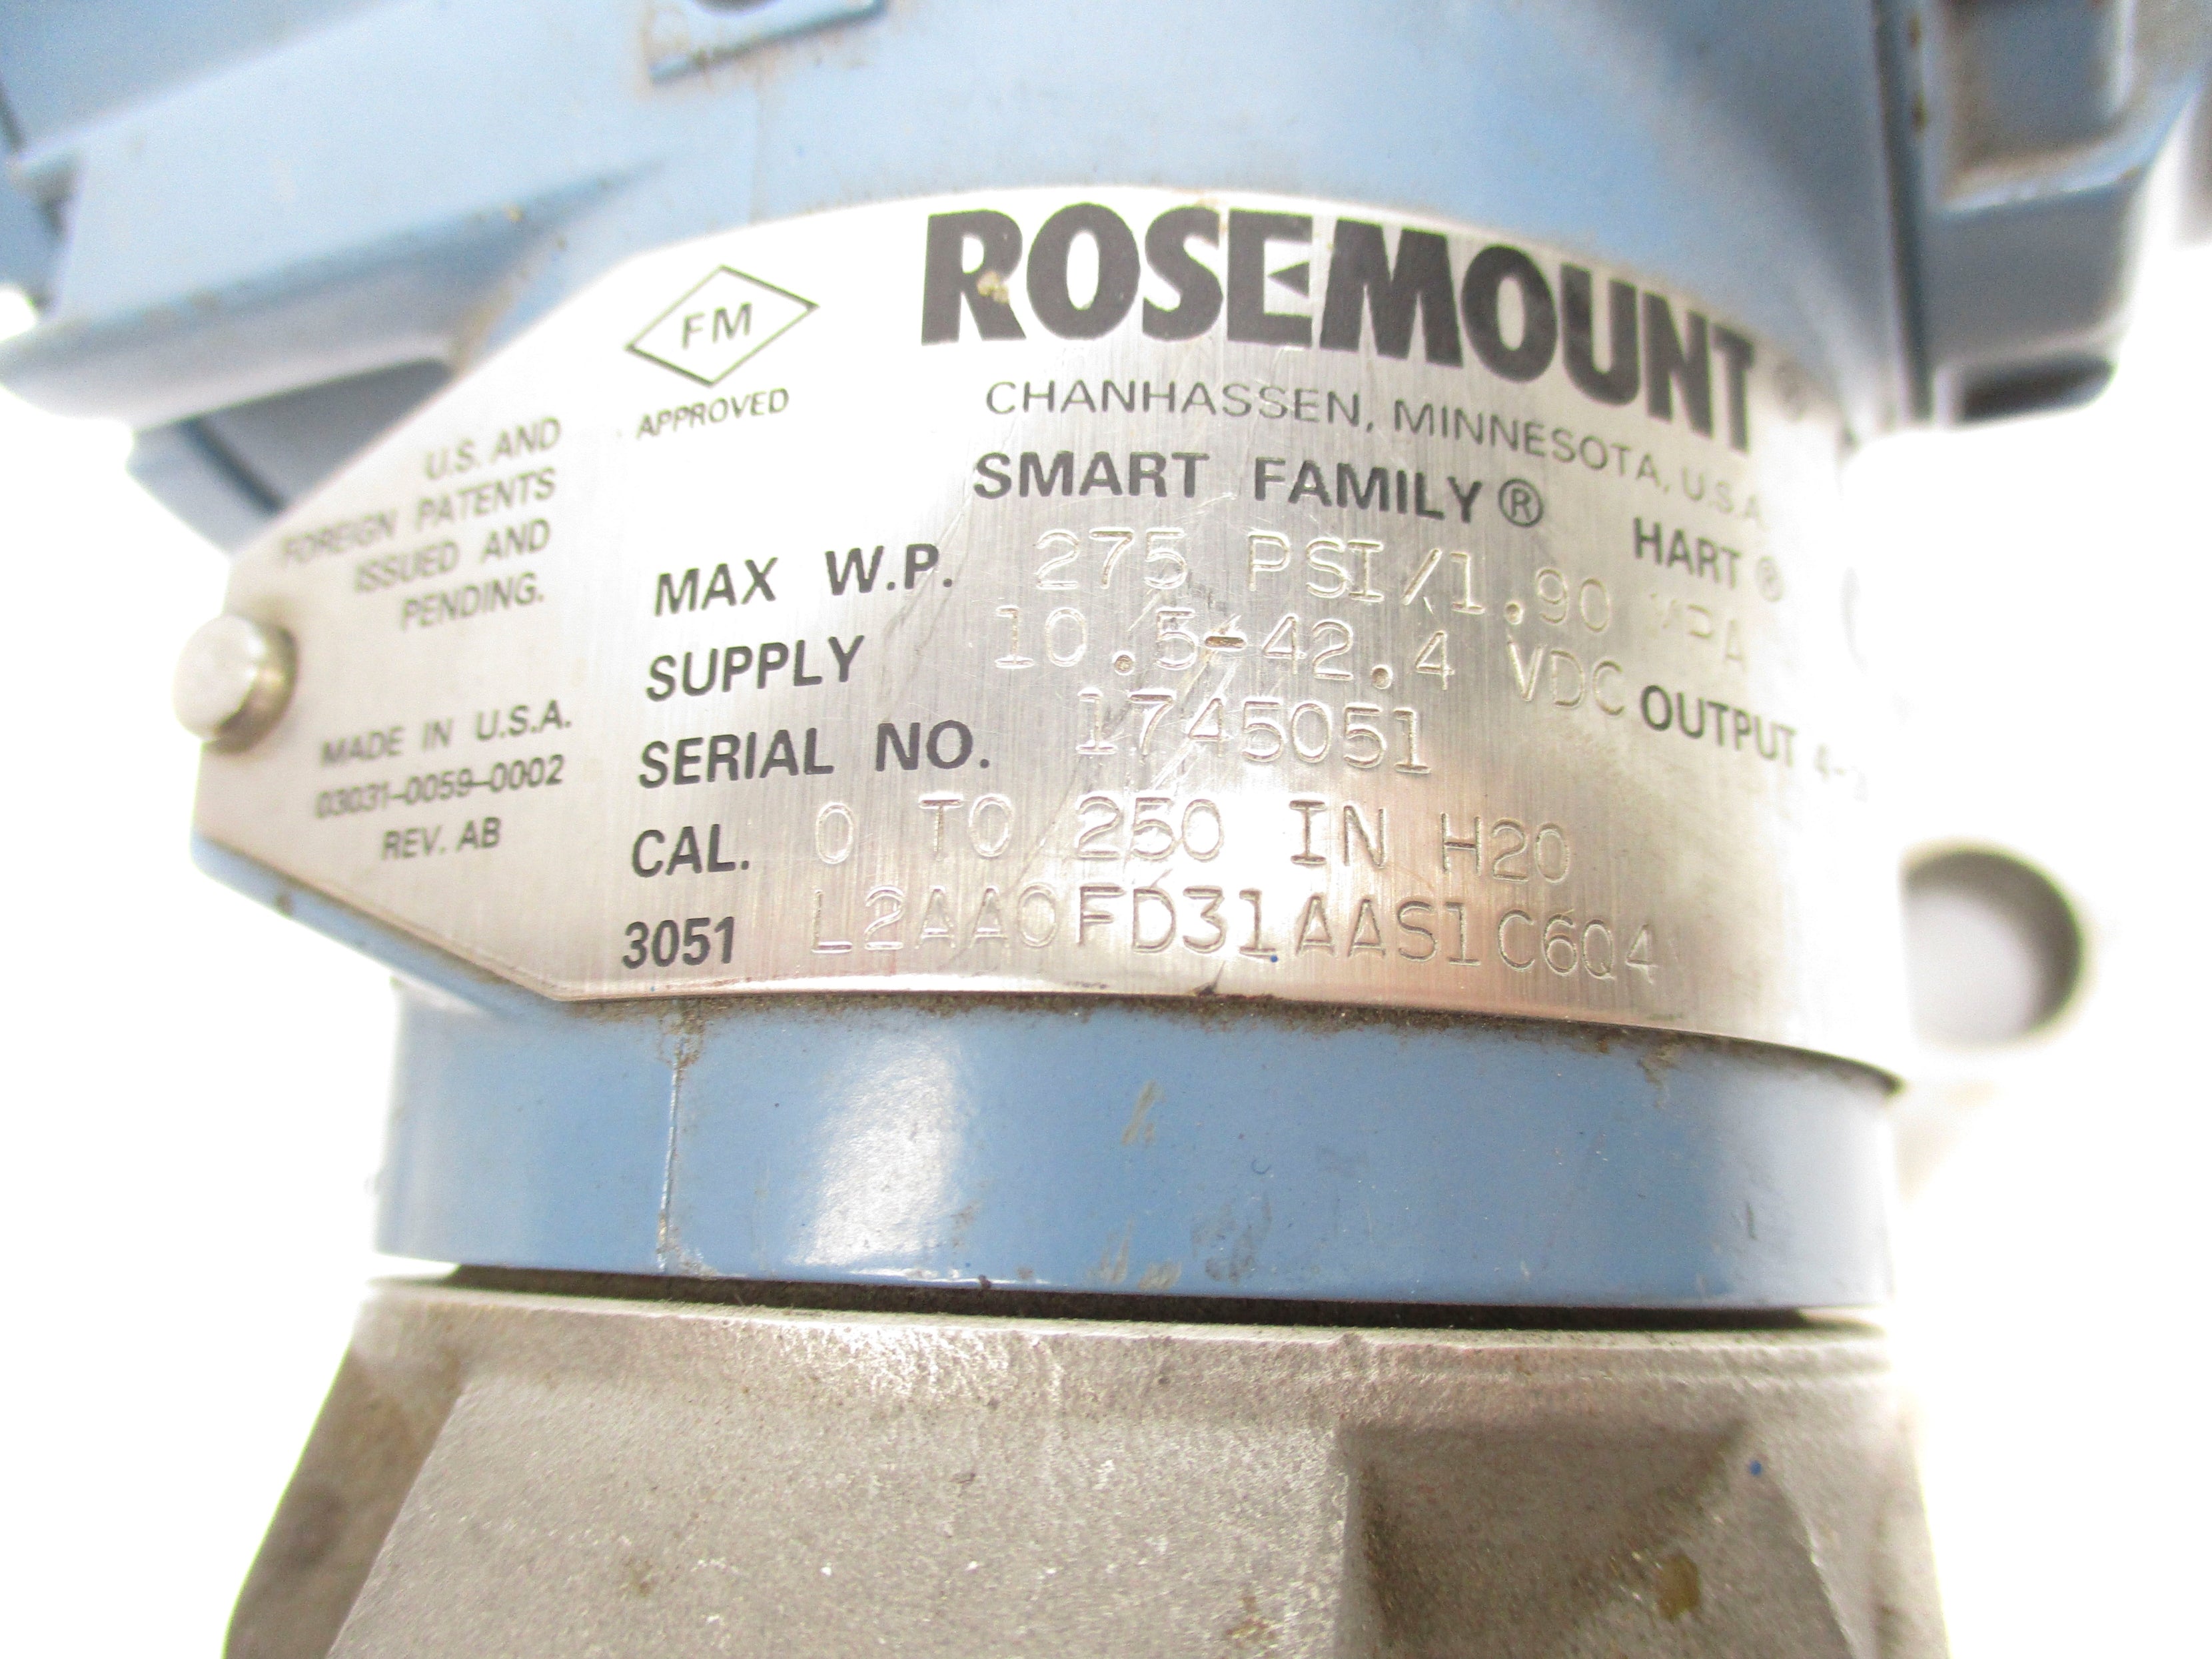 FM
APPROVED
ROSEMOUNT
CHANHASSEN, MINNESOTA, U.S.A.
SMART FAMILY® HART®
U.S. AND
FOREIGN PATENTS
ISSUED AND
PENDING.
MADE IN U.S.A.
03031-0059-0002
REV. AB
MAX W.P. 275 PSI/1.90 MPA
SUPPLY 10.5-42.4 VDC OUTPUT
SERIAL NO. 1745051
CAL. 0 TO 250 IN H2O
3051 L2AA0FD31AAS1C6Q4